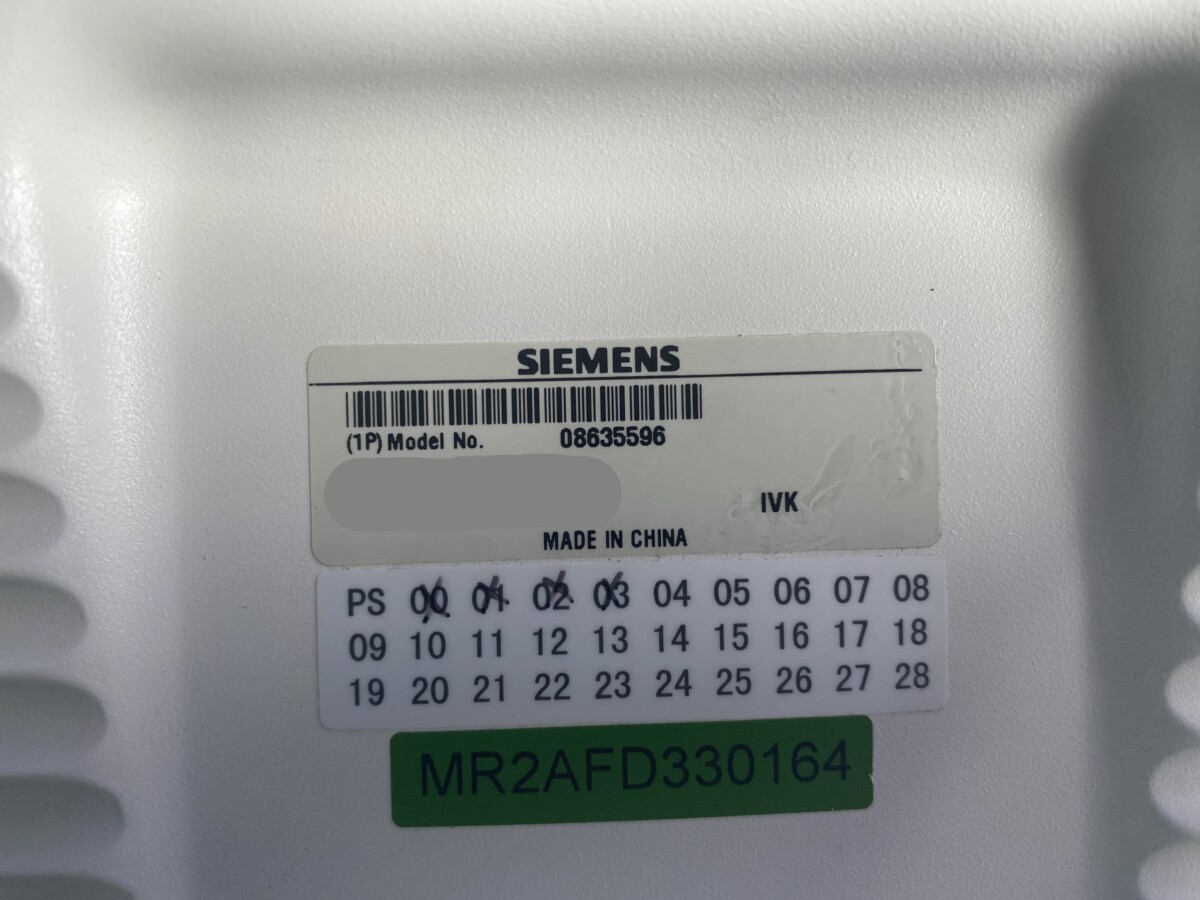 SIEMENS
(1P) Model No. 08635596
IVK
MADE IN CHINA
PS 00 01 02 03 04 05 06 07 08
09 10 11 12 13 14 15 16 17 18
19 20 21 22 23 24 25 26 27 28
MR2AFD330164